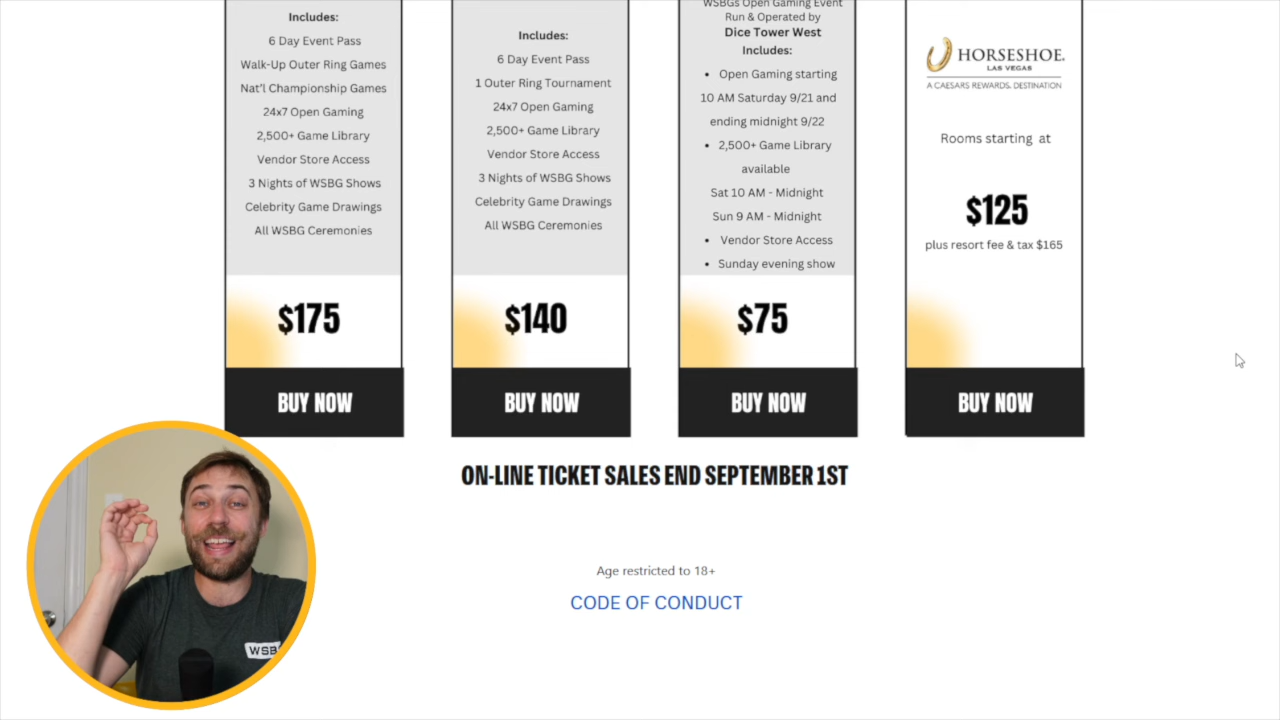 Includes:
6 Day Event Pass
Walk-Up Outer Ring Games
Nat'l Championship Games
24x7 Open Gaming
2,500+ Game Library
Vendor Store Access
3 Nights of WSBG Shows
Celebrity Game Drawings
All WSBG Ceremonies
$175
BUY NOW
Includes:
6 Day Event Pass
1 Outer Ring Tournament
24x7 Open Gaming
2,500+ Game Library
Vendor Store Access
3 Nights of WSBG Shows
Celebrity Game Drawings
All WSBG Ceremonies
$140
BUY NOW
WSBGs Open Gaming Event
Run & Operated by
Dice Tower West
Includes:
• Open Gaming starting
10 AM Saturday 9/21 and
ending midnight 9/22
• 2,500+ Game Library
available
Sat 10 AM - Midnight
Sun 9 AM - Midnight
• Vendor Store Access
• Sunday evening show
$75
BUY NOW
HORSESHOE.
LAS VEGAS
A CAESARS REWARDS. DESTINATION
Rooms starting at
$125
plus resort fee & tax $165
BUY NOW
ON-LINE TICKET SALES END SEPTEMBER 1ST
Age restricted to 18+
CODE OF CONDUCT
WSB